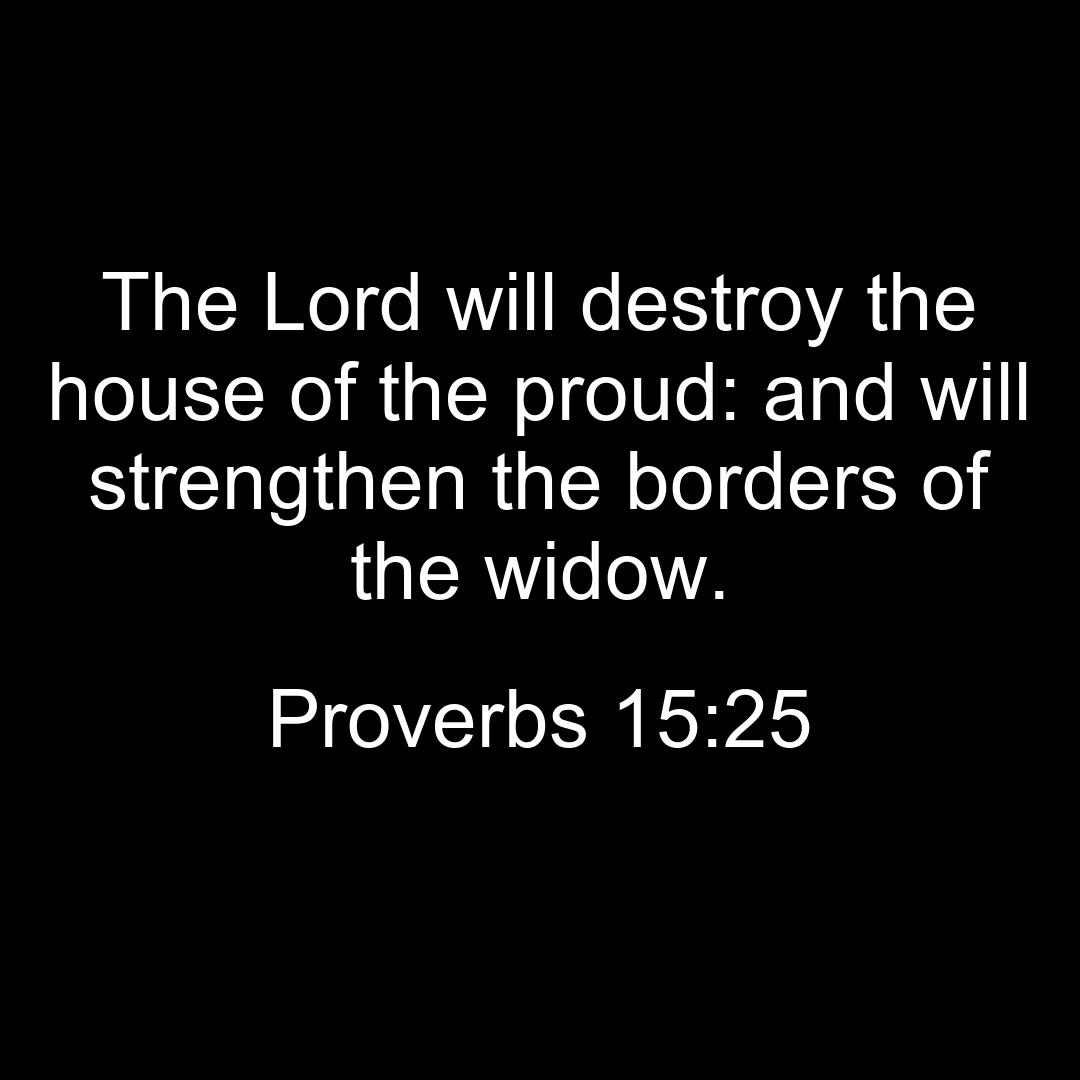 The Lord will destroy the
house of the proud: and will
strengthen the borders of
the widow.
Proverbs 15:25